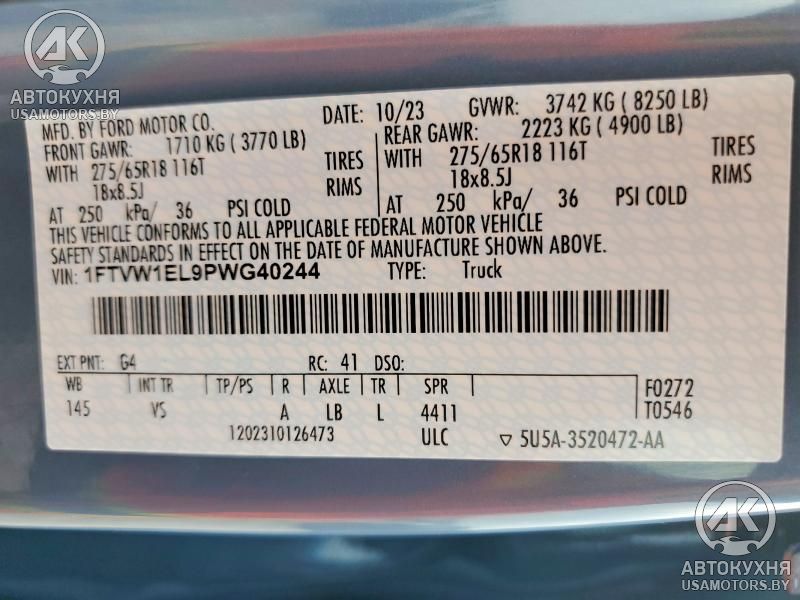 AK
АВТОКУХНЯ
USAMOTORS.BY
MFD. BY FORD MOTOR CO. DATE: 10/23 GVWR: 3742 KG ( 8250 LB)
FRONT GAWR: 1710 KG ( 3770 LB) REAR GAWR: 2223 KG ( 4900 LB)
WITH 275/65R18 116T TIRES WITH 275/65R18 116T TIRES
18x8.5J RIMS 18x8.5J RIMS
AT 250 kPa/ 36 PSI COLD AT 250 kPa/ 36 PSI COLD
THIS VEHICLE CONFORMS TO ALL APPLICABLE FEDERAL MOTOR VEHICLE
SAFETY STANDARDS IN EFFECT ON THE DATE OF MANUFACTURE SHOWN ABOVE.
VIN: 1FTVW1EL9PWG40244 TYPE: Truck
EXT PNT: G4 RC: 41 DSO:
WB INT TR TP/PS R AXLE TR SPR F0272
145 VS A LB L 4411 T0546
1202310126473 ULC ▽ 5U5A-3520472-AA
AK
АВТОКУХНЯ
USAMOTORS.BY